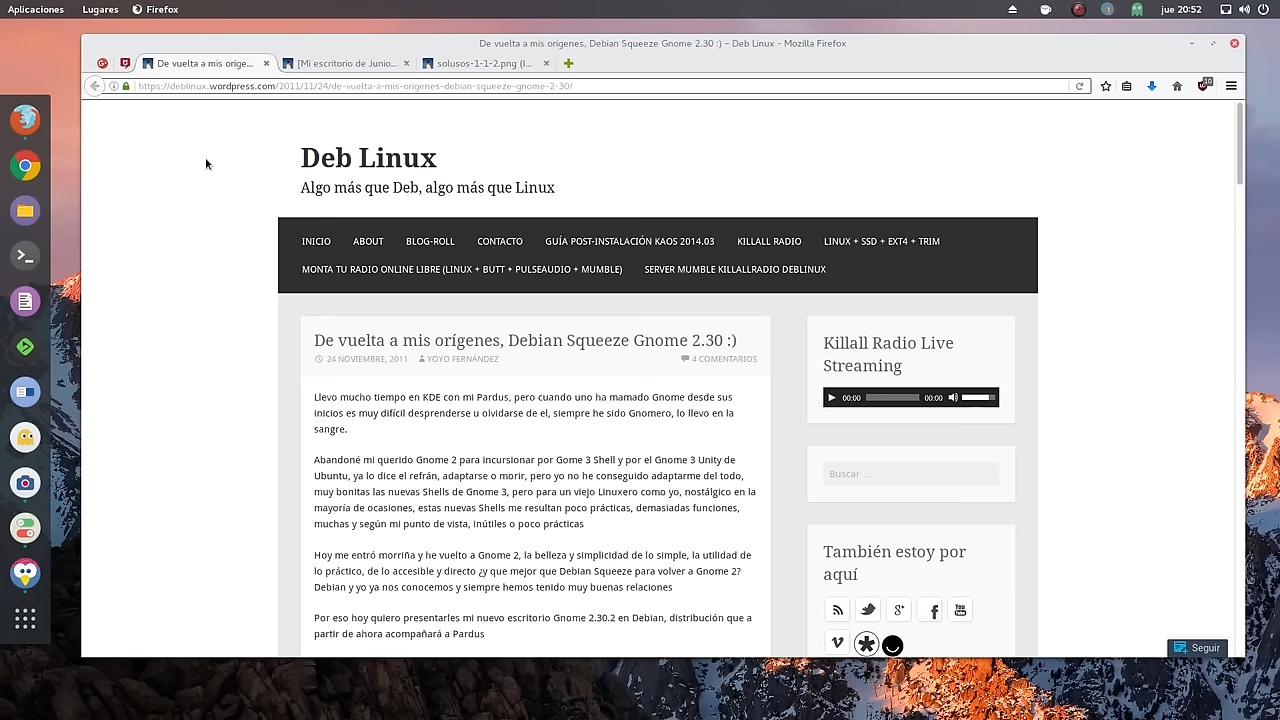 Aplicaciones Lugares Firefox
1
jue 20:52
De vuelta a mis origenes, Debian Squeeze Gnome 2.30 :) – Deb Linux - Mozilla Firefox
De vuelta a mis orige... × [Mi escritorio de Junio... × solusos-1-1-2.png (I... ×
https://deblinux.wordpress.com/2011/11/24/de-vuelta-a-mis-origenes-debian-squeeze-gnome-2-30/
10
Deb Linux
Algo más que Deb, algo más que Linux
INICIO ABOUT BLOG-ROLL CONTACTO GUÍA POST-INSTALACIÓN KAOS 2014.03 KILLALL RADIO LINUX + SSD + EXT4 + TRIM
MONTA TU RADIO ONLINE LIBRE (LINUX + BUTT + PULSEAUDIO + MUMBLE) SERVER MUMBLE KILLALLRADIO DEBLINUX
De vuelta a mis orígenes, Debian Squeeze Gnome 2.30 :)
24 NOVIEMBRE, 2011 YOYO FERNÁNDEZ 4 COMENTARIOS
Llevo mucho tiempo en KDE con mi Pardus, pero cuando uno ha mamado Gnome desde sus
inicios es muy difícil desprenderse u olvidarse de el, siempre he sido Gnomero, lo llevo en la
sangre.
Abandoné mi querido Gnome 2 para incursionar por Gome 3 Shell y por el Gnome 3 Unity de
Ubuntu, ya lo dice el refrán, adaptarse o morir, pero yo no he conseguido adaptarme del todo,
muy bonitas las nuevas Shells de Gnome 3, pero para un viejo Linuxero como yo, nostálgico en la
mayoría de ocasiones, estas nuevas Shells me resultan poco prácticas, demasiadas funciones,
muchas y según mi punto de vista, inútiles o poco prácticas
Hoy me entró morriña y he vuelto a Gnome 2, la belleza y simplicidad de lo simple, la utilidad de
lo práctico, de lo accesible y directo ¿y que mejor que Debian Squeeze para volver a Gnome 2?
Debian y yo ya nos conocemos y siempre hemos tenido muy buenas relaciones
Por eso hoy quiero presentarles mi nuevo escritorio Gnome 2.30.2 en Debian, distribución que a
partir de ahora acompañará a Pardus
Killall Radio Live
Streaming
00:00 00:00
Buscar ...
También estoy por
aquí
You Tube
Seguir